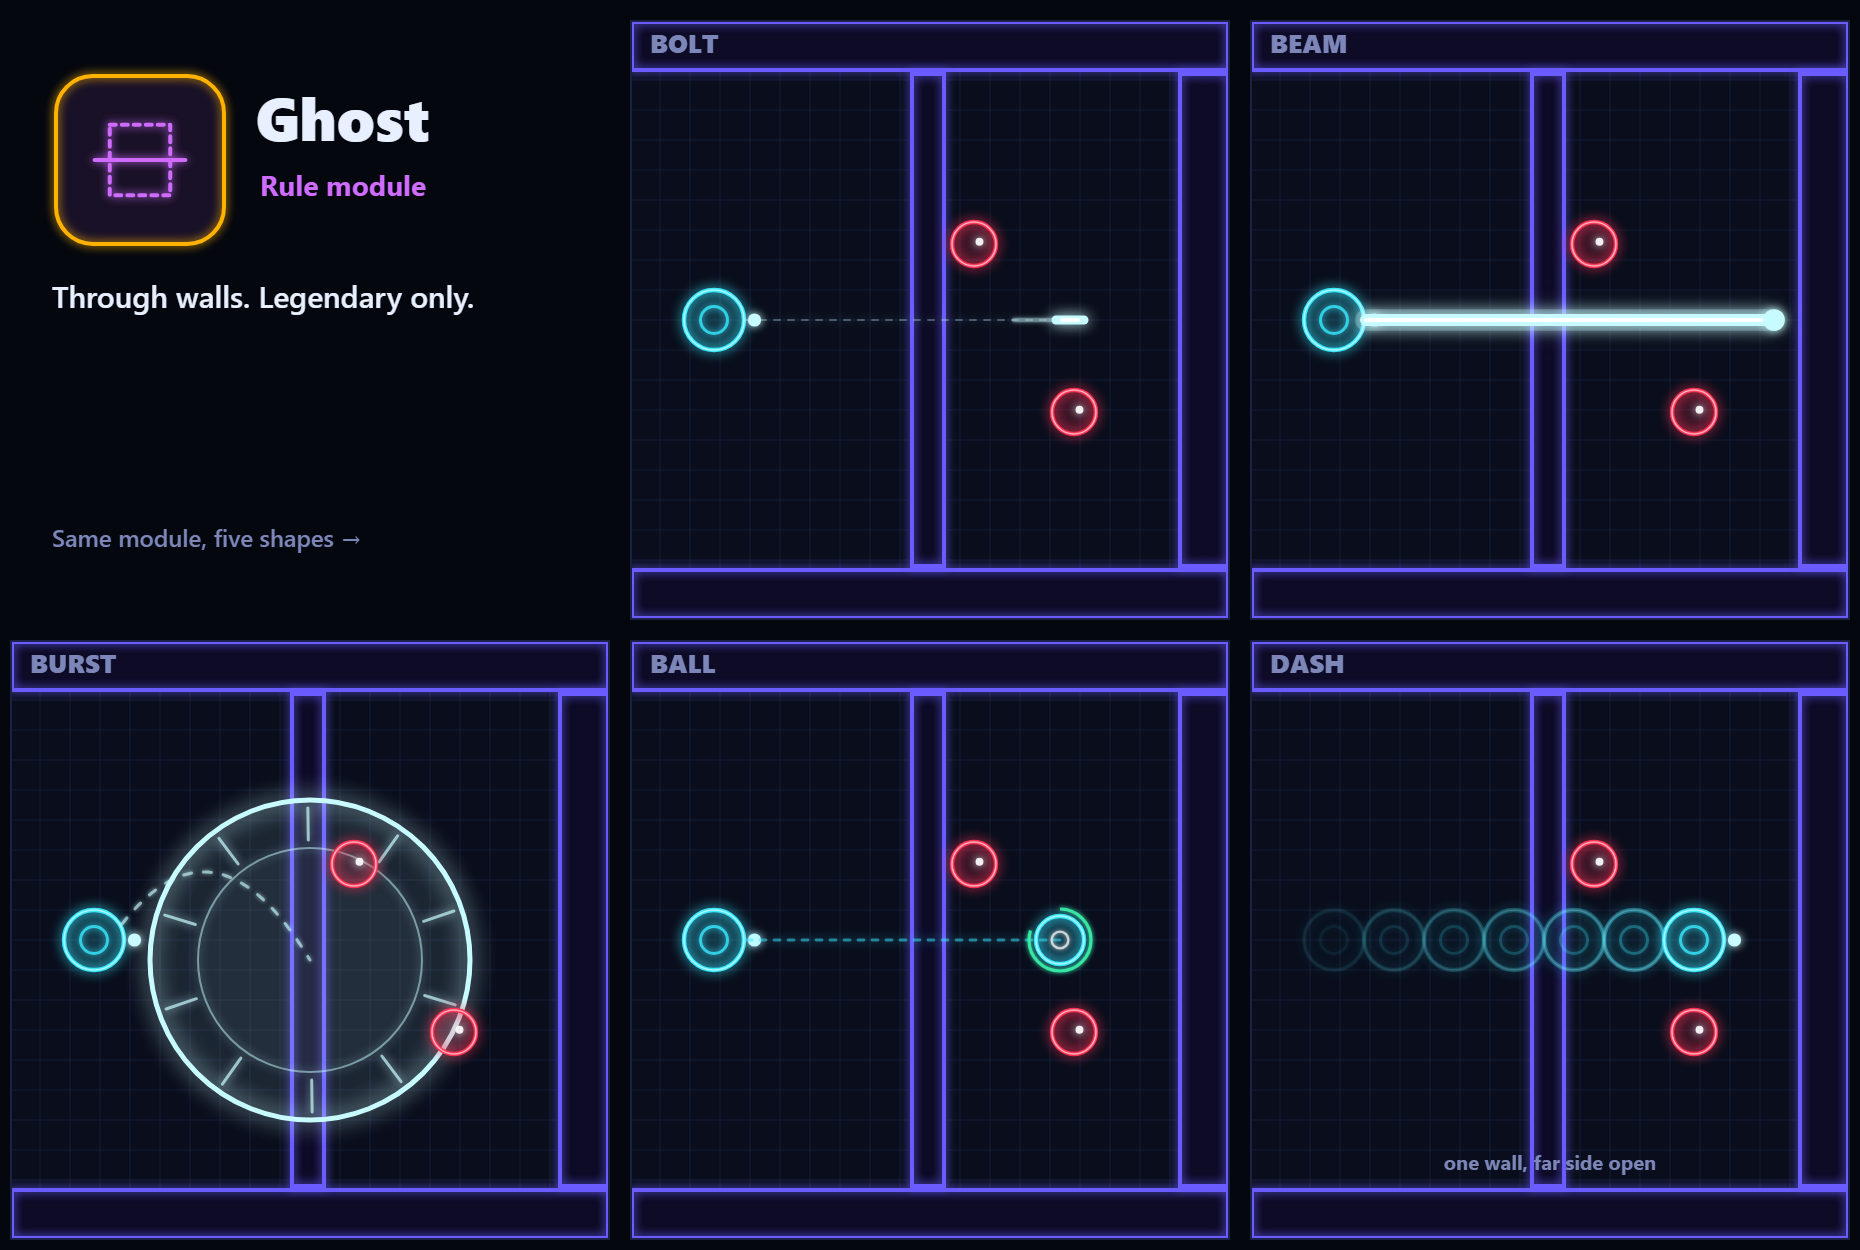 Ghost
Rule module
Through walls. Legendary only.
Same module, five shapes →
BOLT
BEAM
BURST
BALL
DASH
one wall, far side open